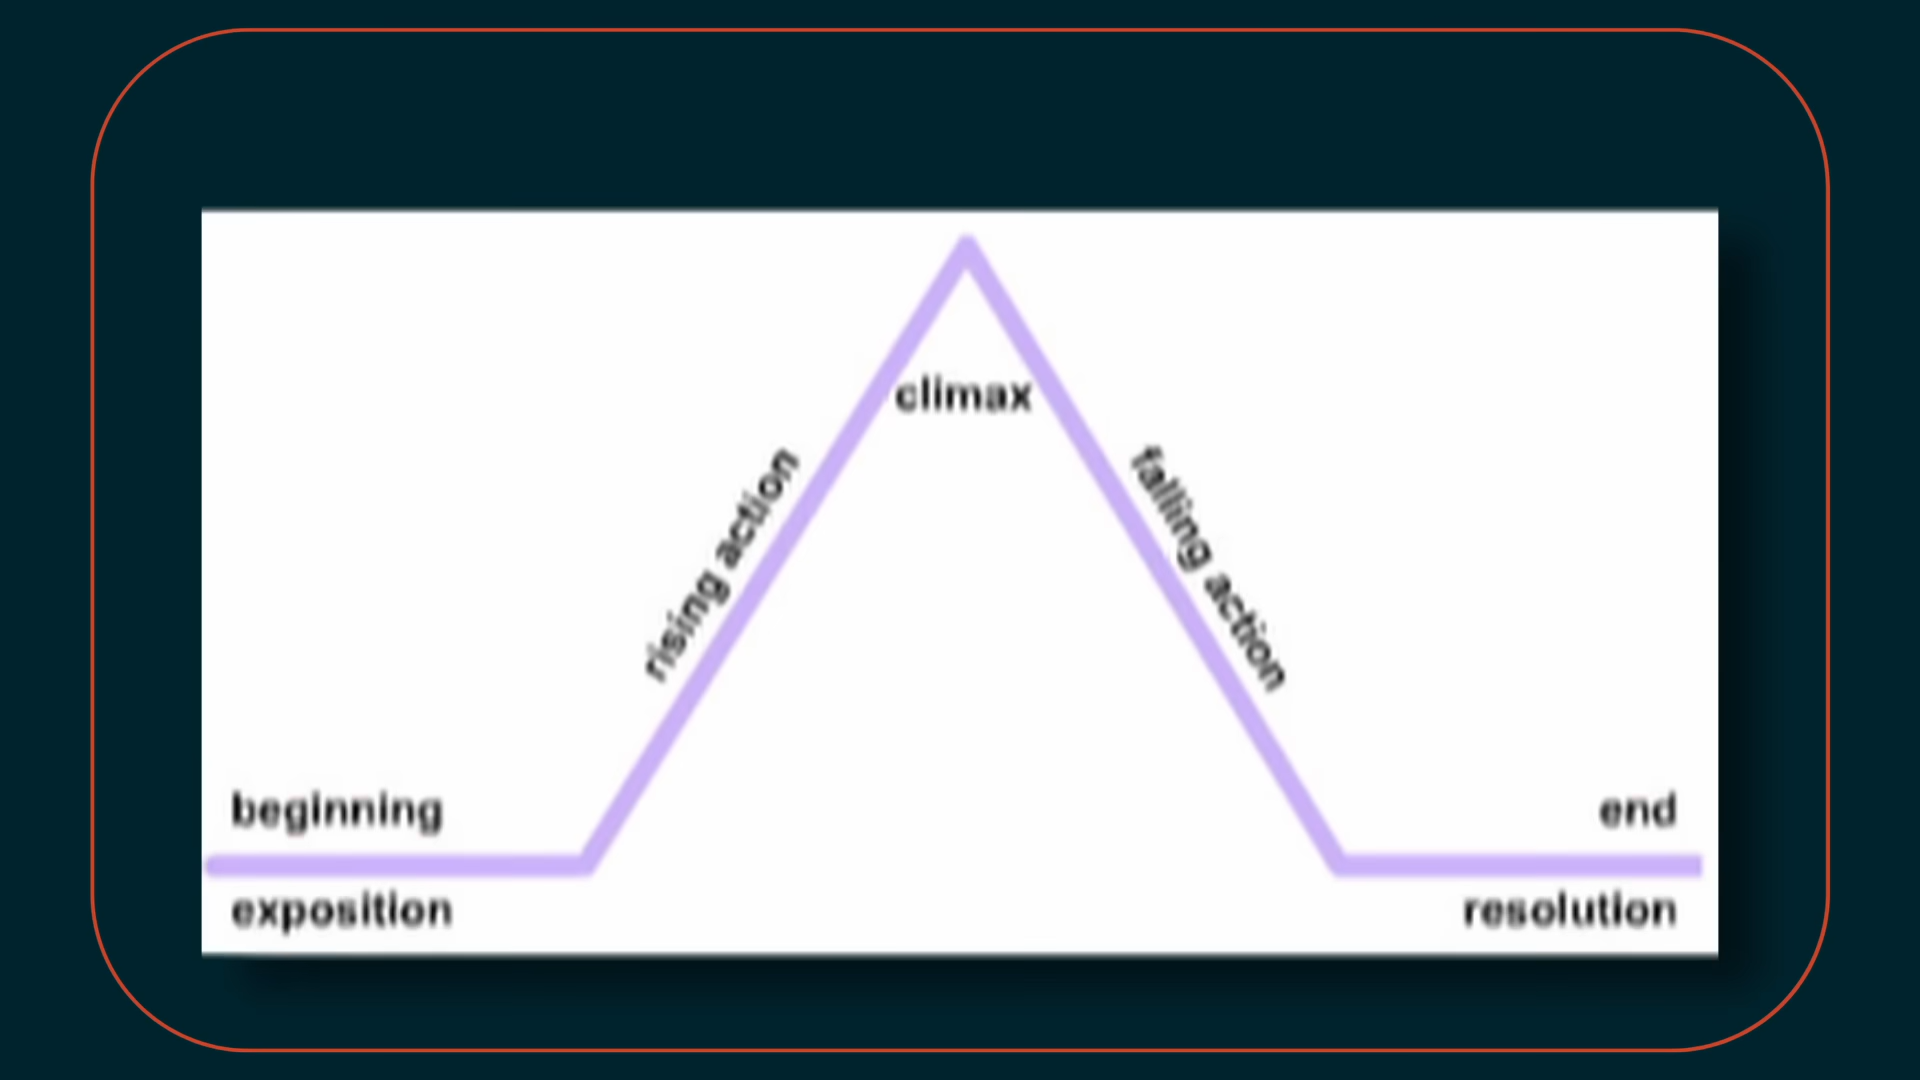 climax
rising action
falling action
beginning
end
exposition
resolution